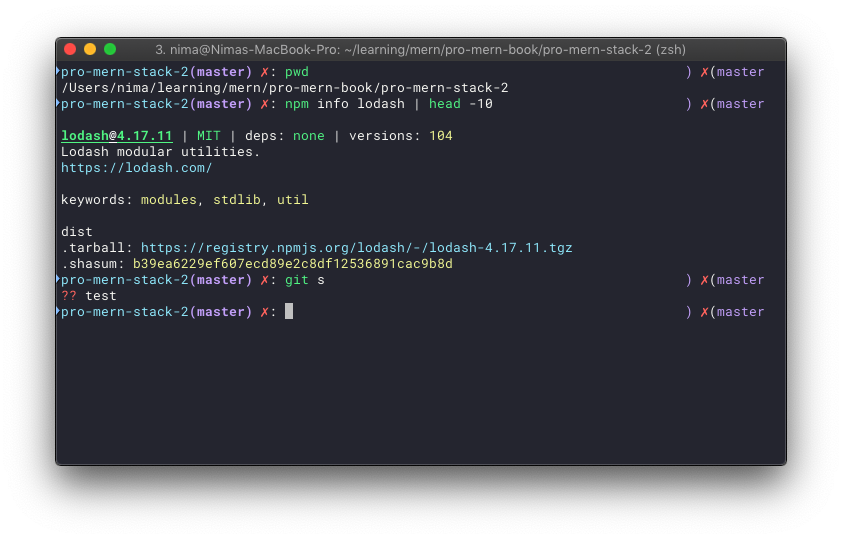 3. nima@Nimas-MacBook-Pro: ~/learning/mern/pro-mern-book/pro-mern-stack-2 (zsh)
pro-mern-stack-2(master) ✗: pwd ) ✗(master
/Users/nima/learning/mern/pro-mern-book/pro-mern-stack-2
pro-mern-stack-2(master) ✗: npm info lodash | head -10 ) ✗(master
lodash@4.17.11 | MIT | deps: none | versions: 104
Lodash modular utilities.
https://lodash.com/
keywords: modules, stdlib, util
dist
.tarball: https://registry.npmjs.org/lodash/-/lodash-4.17.11.tgz
.shasum: b39ea6229ef607ecd89e2c8df12536891cac9b8d
pro-mern-stack-2(master) ✗: git s ) ✗(master
?? test
pro-mern-stack-2(master) ✗: ) ✗(master